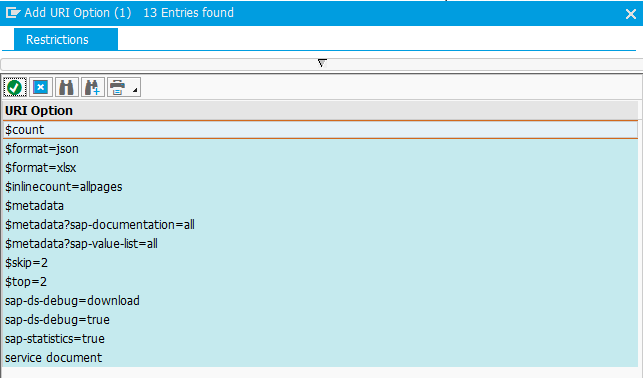 Add URI Option (1) 13 Entries found
Restrictions
URI Option
$count
$format=json
$format=xlsx
$inlinecount=allpages
$metadata
$metadata?sap-documentation=all
$metadata?sap-value-list=all
$skip=2
$top=2
sap-ds-debug=download
sap-ds-debug=true
sap-statistics=true
service document